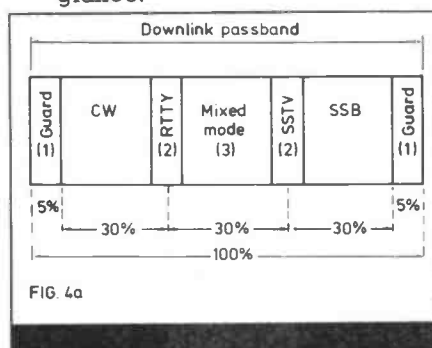 Downlink passband
Guard (1)
CW
RTTY (2)
Mixed mode (3)
SSTV (2)
SSB
Guard (1)
5%
30%
30%
30%
5%
100%
FIG. 4a